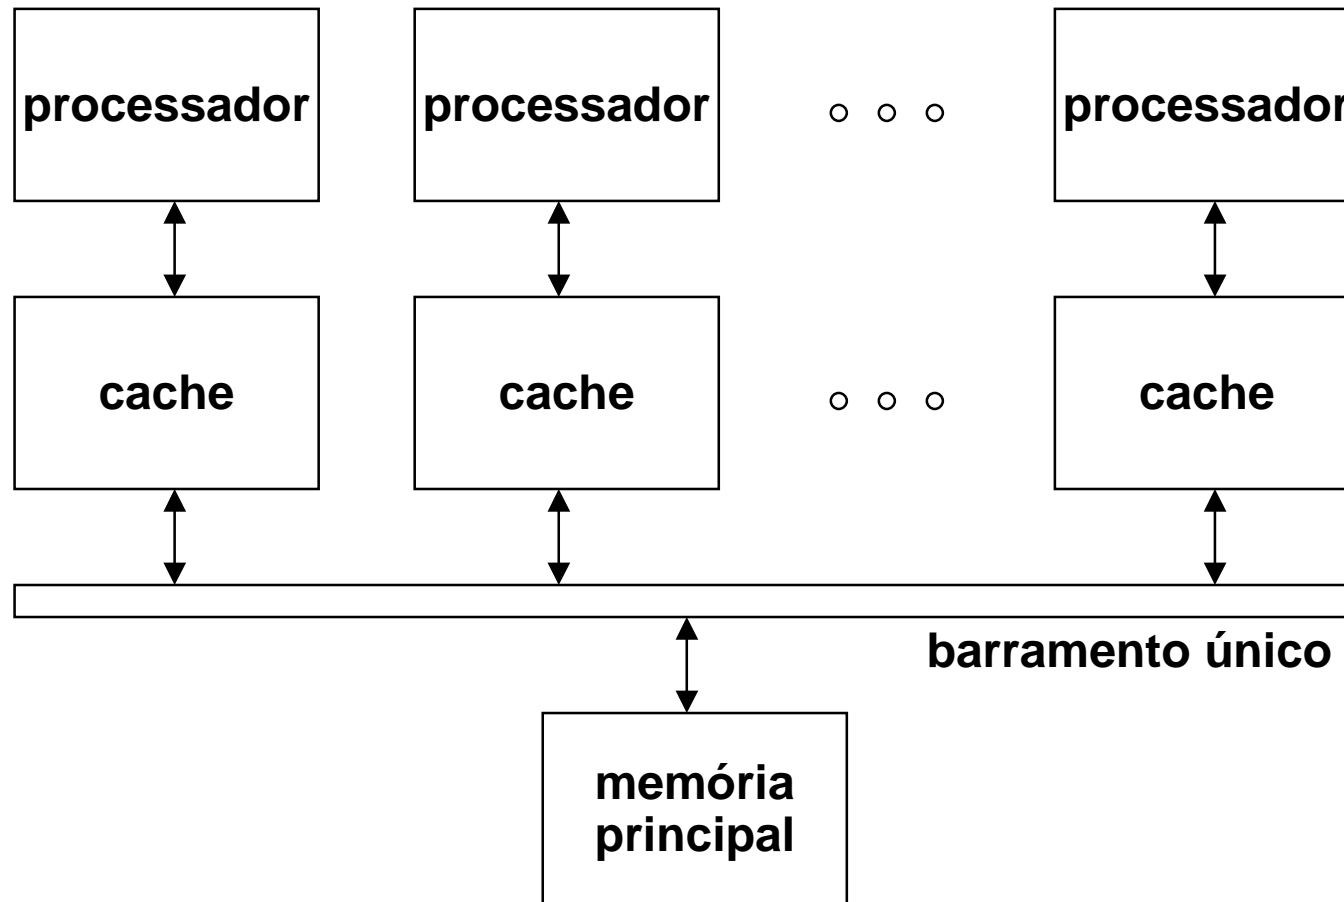 processador
processador
processador
cache
cache
cache
barramento único
memória
principal